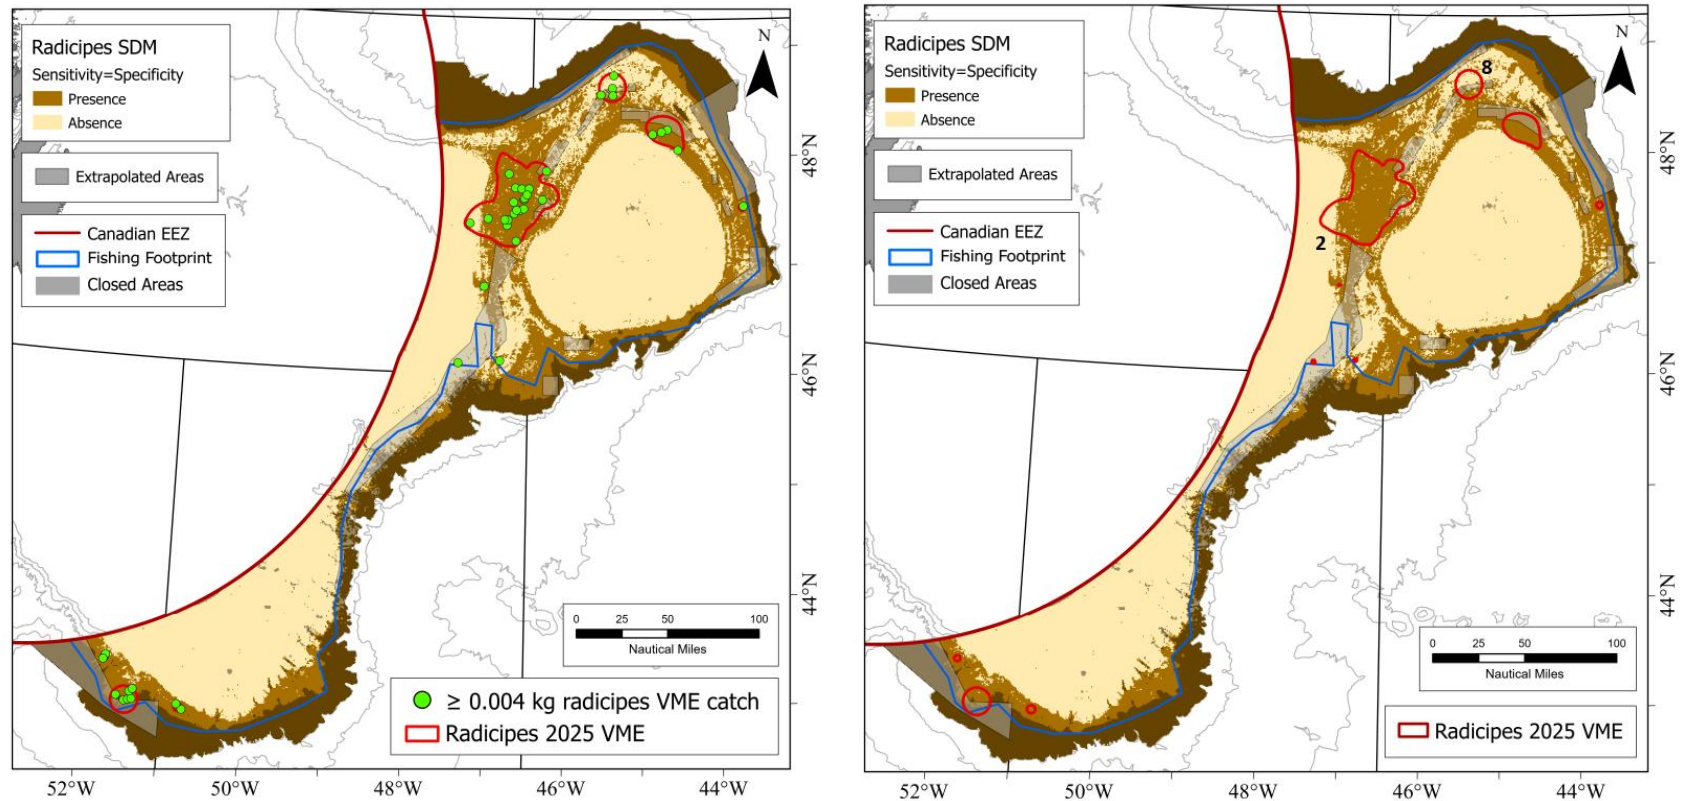 Radicipes SDM
Sensitivity=Specificity
Presence
Absence
Extrapolated Areas
Canadian EEZ
Fishing Footprint
Closed Areas
N
48°N
46°N
44°N
0 25 50 100
Nautical Miles
≥ 0.004 kg radicipes VME catch
Radicipes 2025 VME
52°W 50°W 48°W 46°W 44°W
Radicipes SDM
Sensitivity=Specificity
Presence
Absence
Extrapolated Areas
Canadian EEZ
Fishing Footprint
Closed Areas
N
8
2
48°N
46°N
44°N
0 25 50 100
Nautical Miles
Radicipes 2025 VME
52°W 50°W 48°W 46°W 44°W